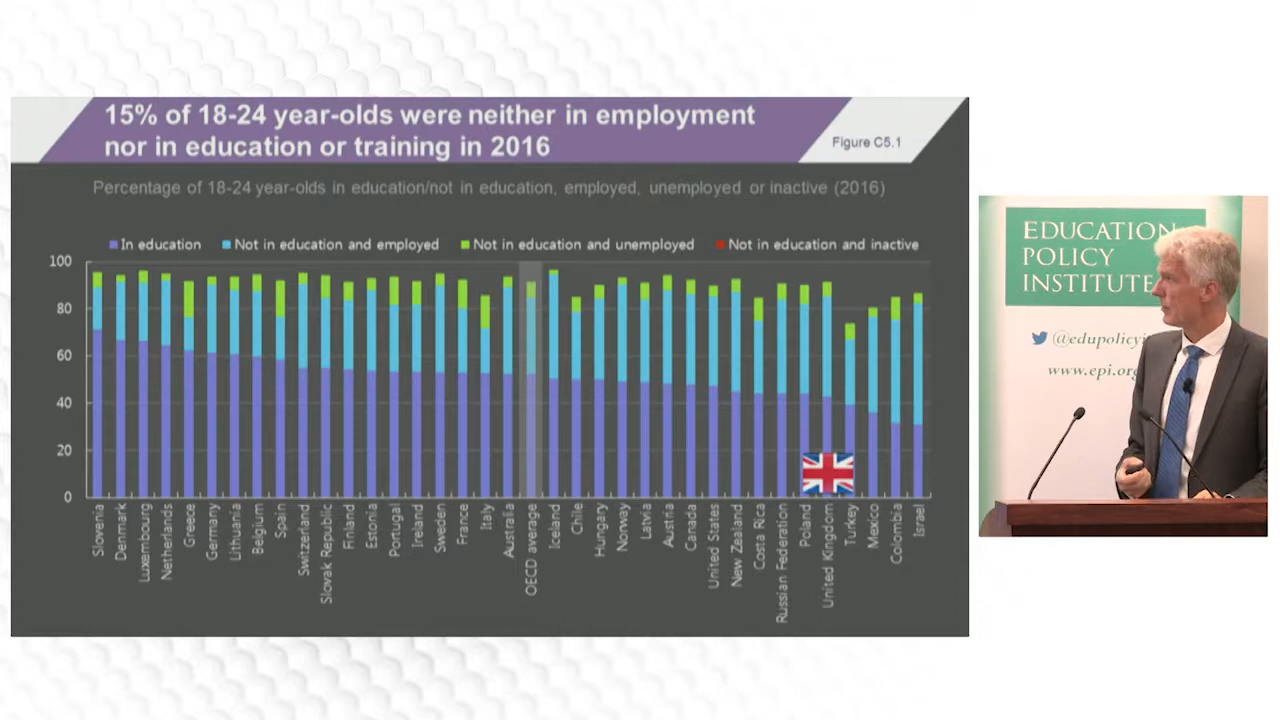 15% of 18-24 year-olds were neither in employment
nor in education or training in 2016
Figure C5.1
Percentage of 18-24 year-olds in education/not in education, employed, unemployed or inactive (2016)
In education
Not in education and employed
Not in education and unemployed
Not in education and inactive
100
80
60
40
20
0
Slovenia
Denmark
Luxembourg
Netherlands
Greece
Germany
Lithuania
Belgium
Spain
Switzerland
Slovak Republic
Finland
Estonia
Portugal
Ireland
Sweden
France
Italy
Australia
OECD average
Iceland
Chile
Hungary
Norway
Latvia
Austria
Canada
United States
New Zealand
Costa Rica
Russian Federation
Poland
United Kingdom
Turkey
Mexico
Colombia
Israel
EDUCATION
POLICY
INSTITUTE
@edupolicyi
www.epi.org